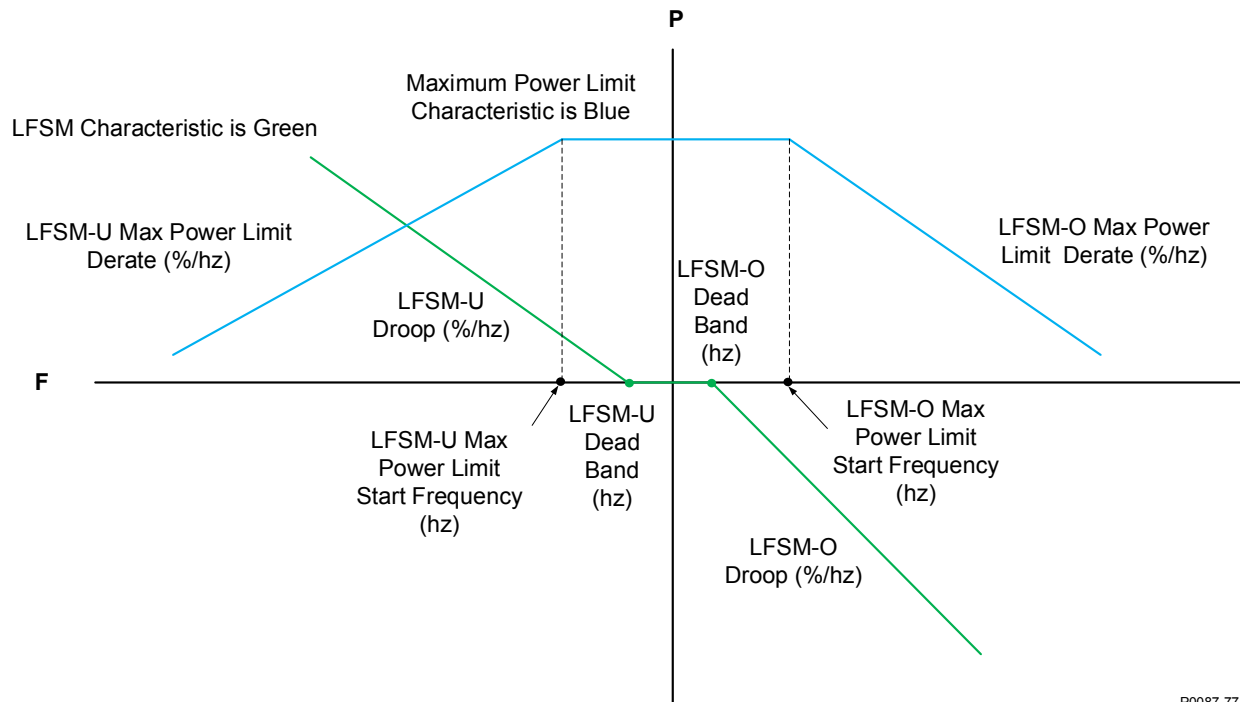 P
Maximum Power Limit
Characteristic is Blue
LFSM Characteristic is Green
LFSM-U Max Power Limit
Derate (%/hz)
LFSM-O Max Power
Limit  Derate (%/hz)
LFSM-U
Droop (%/hz)
LFSM-O
Dead
Band
(hz)
F
LFSM-U Max
Power Limit
Start Frequency
(hz)
LFSM-U
Dead
Band
(hz)
LFSM-O Max
Power Limit
Start Frequency
(hz)
LFSM-O
Droop (%/hz)